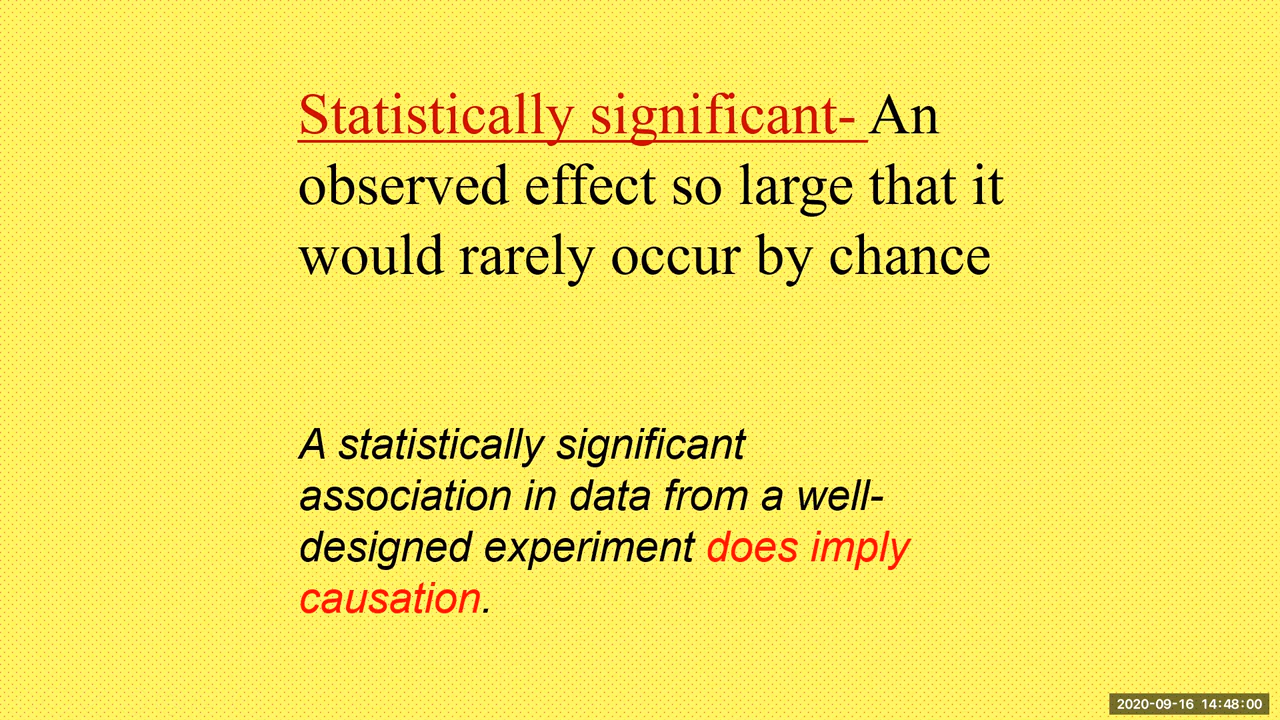 Statistically significant- An
observed effect so large that it
would rarely occur by chance
A statistically significant
association in data from a well-
designed experiment does imply
causation.
2020-09-16 14:48:00